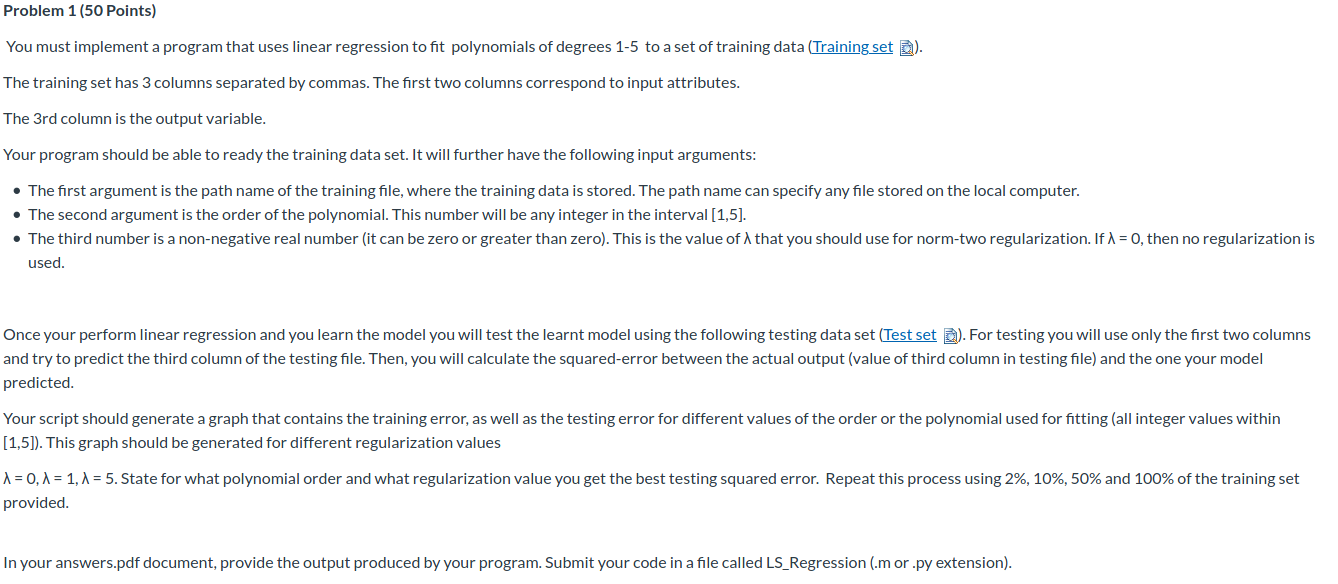 Problem 1 (50 Points)
You must implement a program that uses linear regression to fit polynomials of degrees 1-5 to a set of training data (Training set ).
The training set has 3 columns separated by commas. The first two columns correspond to input attributes.
The 3rd column is the output variable.
Your program should be able to ready the training data set. It will further have the following input arguments:
• The first argument is the path name of the training file, where the training data is stored. The path name can specify any file stored on the local computer.
• The second argument is the order of the polynomial. This number will be any integer in the interval [1,5].
• The third number is a non-negative real number (it can be zero or greater than zero). This is the value of λ that you should use for norm-two regularization. If λ = 0, then no regularization is
used.
Once your perform linear regression and you learn the model you will test the learnt model using the following testing data set (Test set ). For testing you will use only the first two columns
and try to predict the third column of the testing file. Then, you will calculate the squared-error between the actual output (value of third column in testing file) and the one your model
predicted.
Your script should generate a graph that contains the training error, as well as the testing error for different values of the order or the polynomial used for fitting (all integer values within
[1,5]). This graph should be generated for different regularization values
λ = 0, λ = 1, λ = 5. State for what polynomial order and what regularization value you get the best testing squared error. Repeat this process using 2%, 10%, 50% and 100% of the training set
provided.
In your answers.pdf document, provide the output produced by your program. Submit your code in a file called LS_Regression (.m or .py extension).